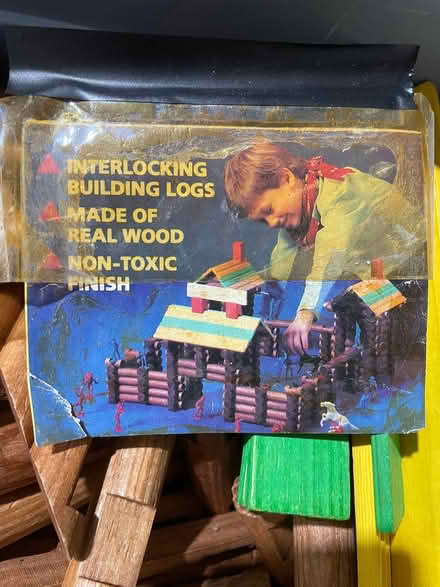 INTERLOCKING
BUILDING LOGS
MADE OF
REAL WOOD
NON-TOXIC
FINISH